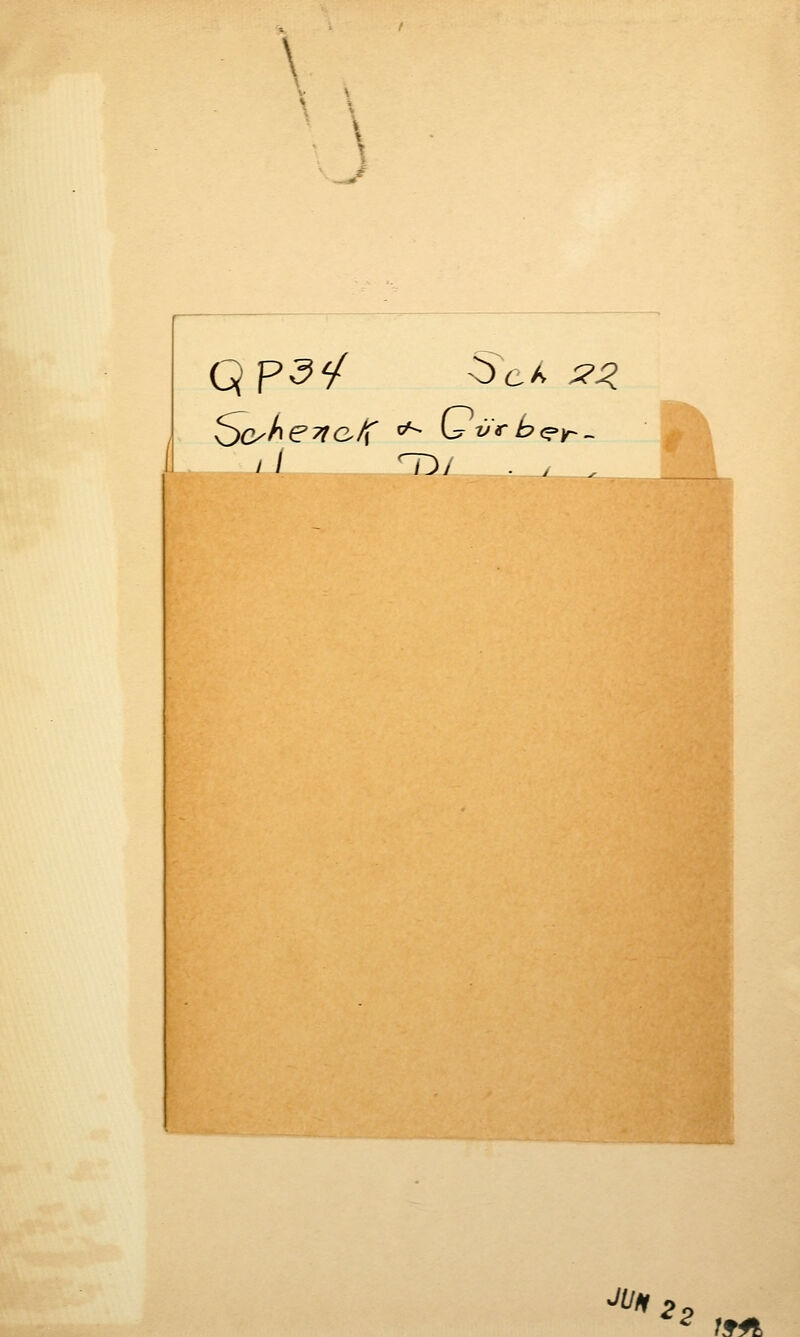 QP34 Sch 22
Schenck & Gürber-
JUN 22